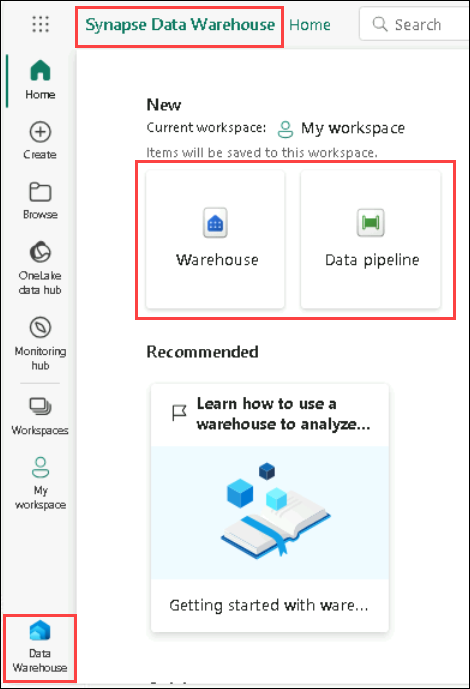 Synapse Data Warehouse Home
Search
Home
Create
Browse
OneLake
data hub
Monitoring
hub
Workspaces
My
workspace
Data
Warehouse
New
Current workspace: My workspace
Items will be saved to this workspace.
Warehouse
Data pipeline
Recommended
Learn how to use a
warehouse to analyze...
Getting started with ware...